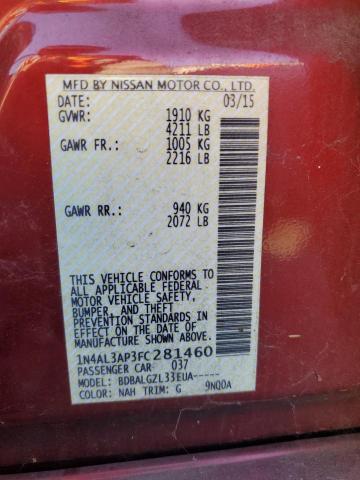 MFD BY NISSAN MOTOR CO., LTD.
DATE: 03/15
GVWR: 1910 KG
4211 LB
GAWR FR: 1005 KG
2216 LB
GAWR RR: 940 KG
2072 LB
THIS VEHICLE CONFORMS TO
ALL APPLICABLE FEDERAL
MOTOR VEHICLE SAFETY,
BUMPER, AND THEFT
PREVENTION STANDARDS IN
EFFECT ON THE DATE OF
MANUFACTURE SHOWN ABOVE.
1N4AL3AP3FC281460
PASSENGER CAR 037
MODEL: BDBALGZL33EUA-----
COLOR: NAH TRIM: G 9NQ0A